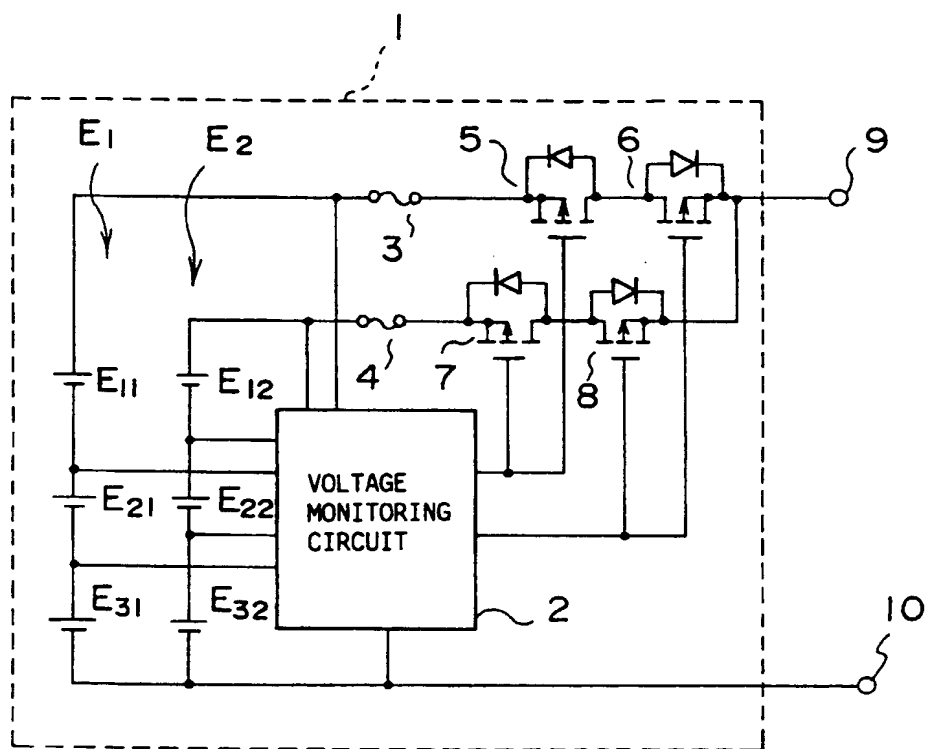 1
E1
E2
5
6
9
3
4
7
8
E11
E12
VOLTAGE
MONITORING
CIRCUIT
E21
E22
E31
E32
2
10